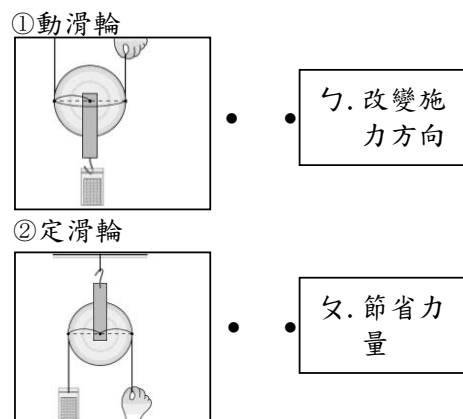 ①動滑輪
ㄅ. 改變施
力方向
②定滑輪
ㄆ. 節省力
量